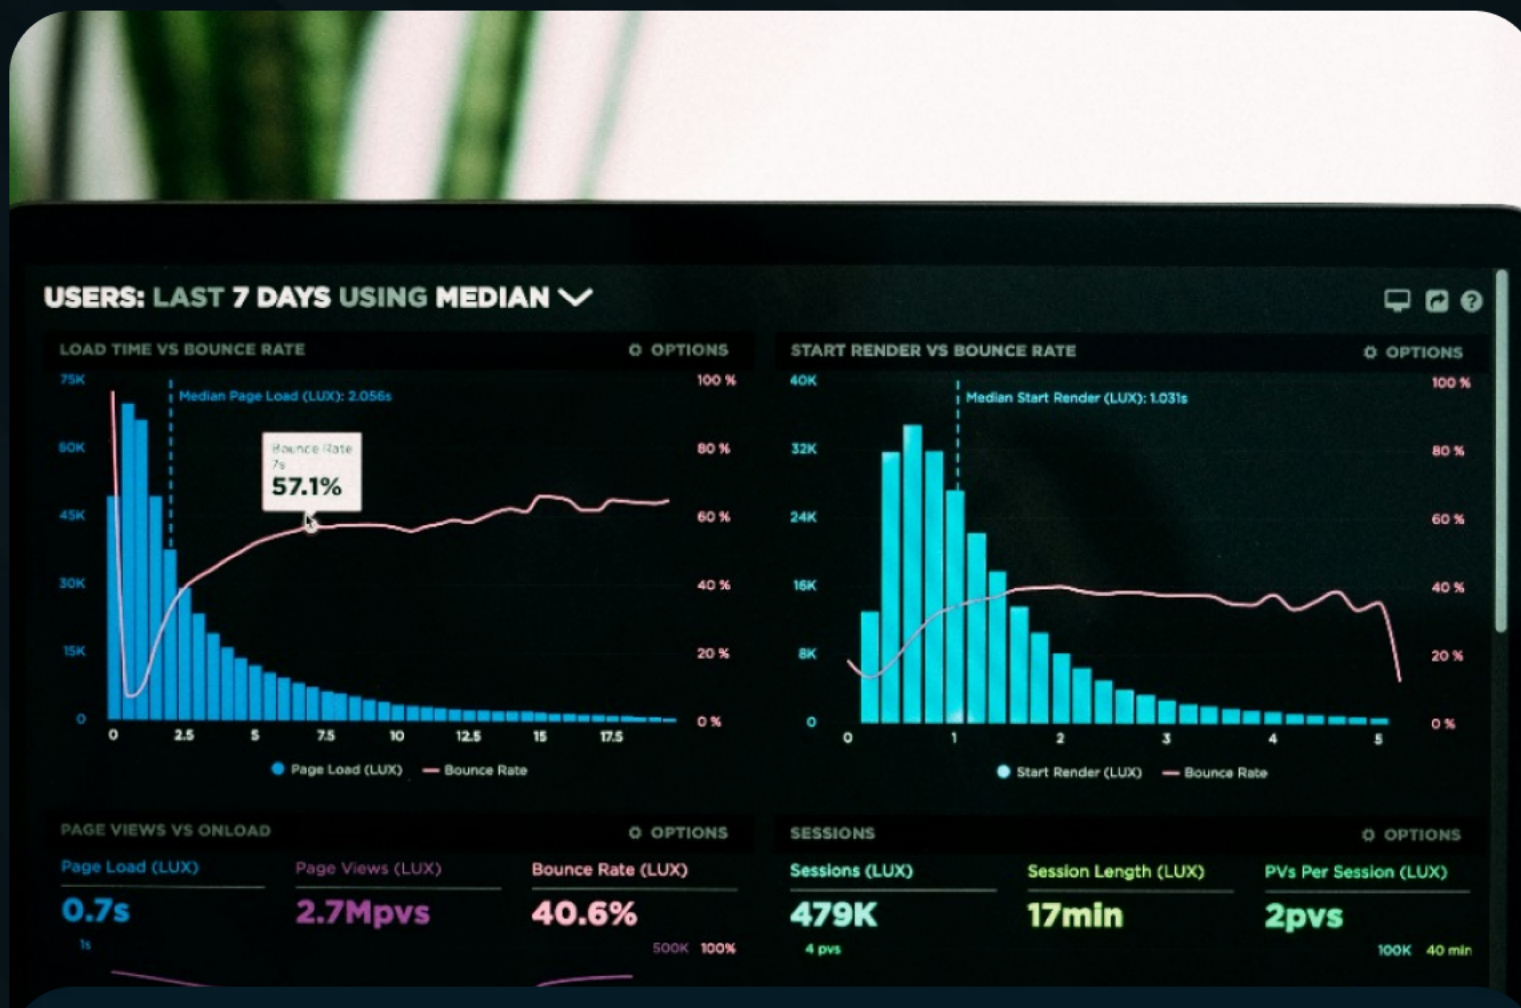 USERS: LAST 7 DAYS USING MEDIAN
LOAD TIME VS BOUNCE RATE
OPTIONS
75K
60K
45K
30K
15K
0
100 %
80 %
60 %
40 %
20 %
0 %
Median Page Load (LUX): 2.056s
Bounce Rate
7s
57.1%
0 2.5 5 7.5 10 12.5 15 17.5
Page Load (LUX) Bounce Rate
START RENDER VS BOUNCE RATE
OPTIONS
40K
32K
24K
16K
8K
0
100 %
80 %
60 %
40 %
20 %
0 %
Median Start Render (LUX): 1.031s
0 1 2 3 4 5
Start Render (LUX) Bounce Rate
PAGE VIEWS VS ONLOAD
OPTIONS
Page Load (LUX)
0.7s
1s
Page Views (LUX)
2.7Mpvs
Bounce Rate (LUX)
40.6%
500K 100%
SESSIONS
OPTIONS
Sessions (LUX)
479K
4 pvs
Session Length (LUX)
17min
PVs Per Session (LUX)
2pvs
100K 40 min